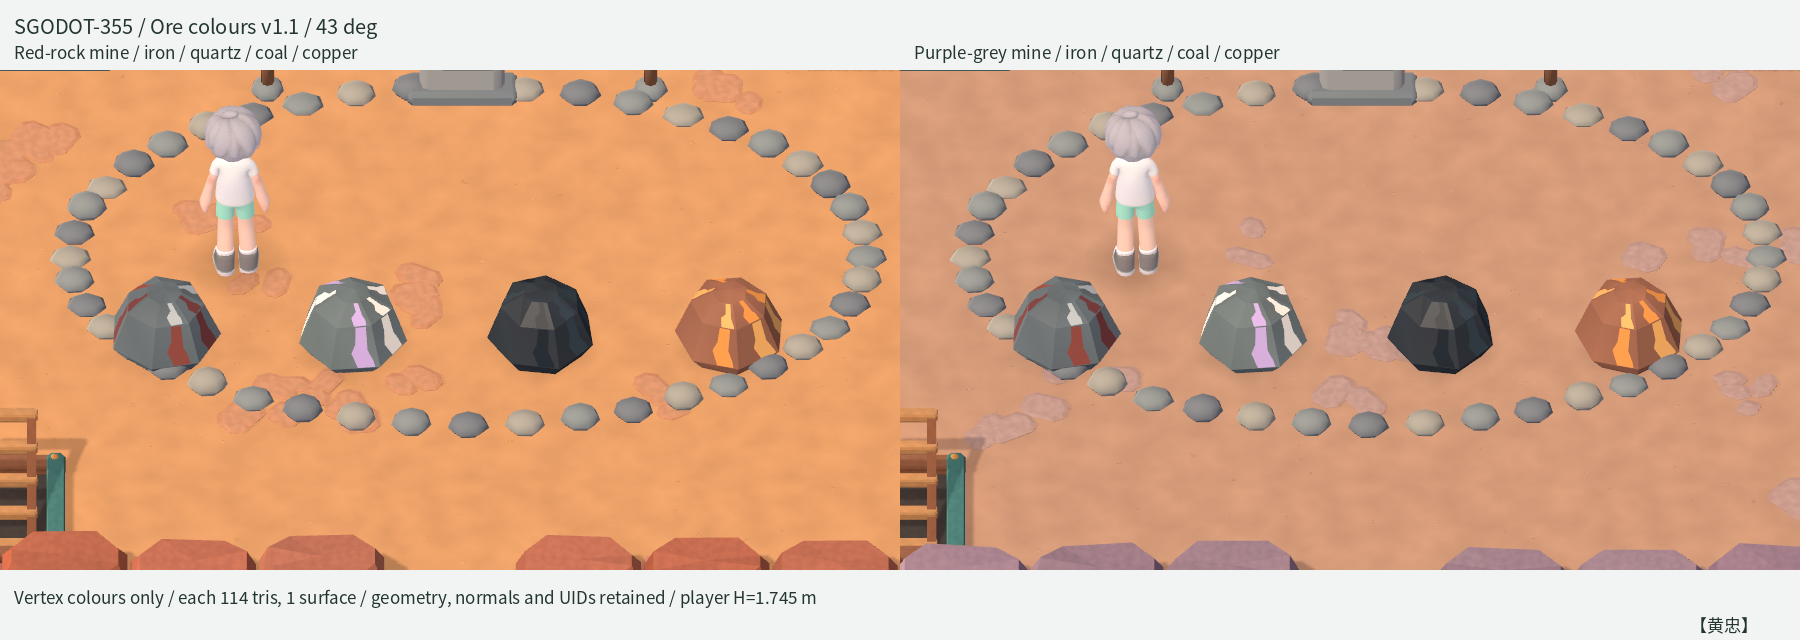 SGODOT-355 / Ore colours v1.1 / 43 deg
Red-rock mine / iron / quartz / coal / copper
Purple-grey mine / iron / quartz / coal / copper
Vertex colours only / each 114 tris, 1 surface / geometry, normals and UIDs retained / player H=1.745 m
【黄忠】